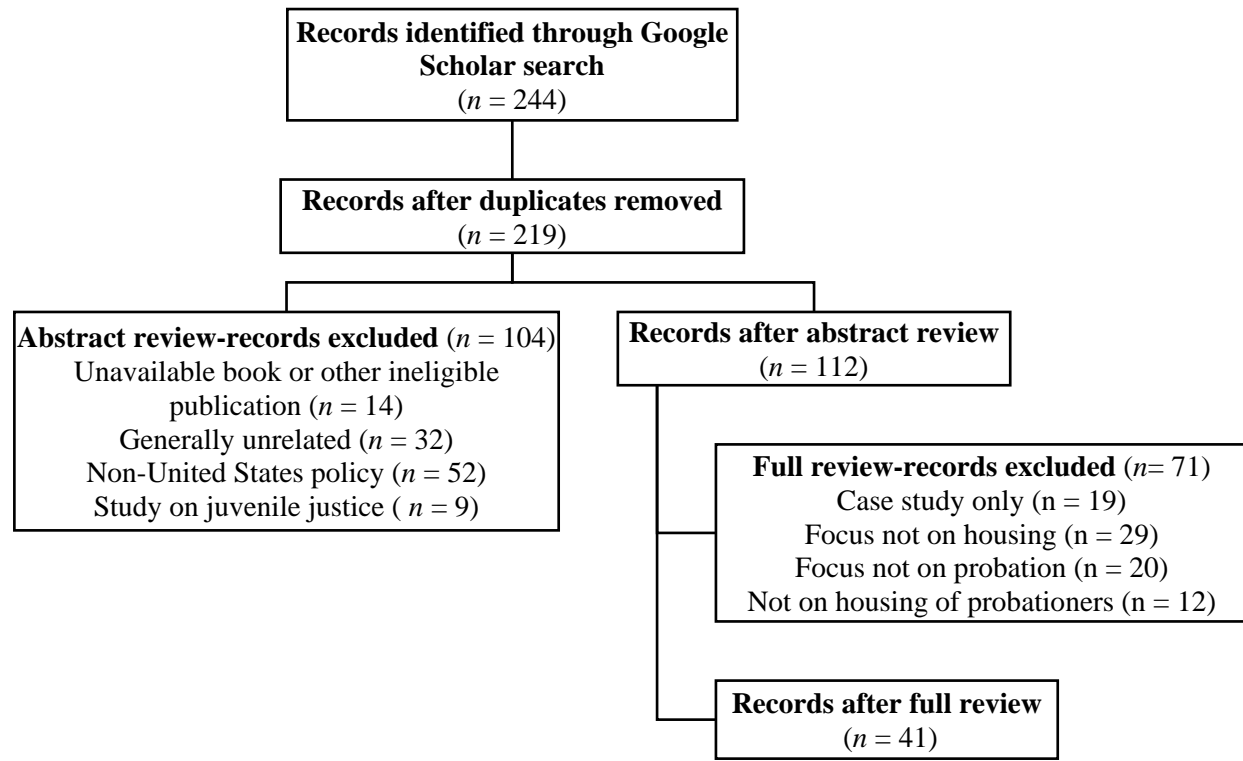 Records identified through Google
Scholar search
(n = 244)
Records after duplicates removed
(n = 219)
Abstract review-records excluded (n = 104)
Unavailable book or other ineligible
publication (n = 14)
Generally unrelated (n = 32)
Non-United States policy (n = 52)
Study on juvenile justice ( n = 9)
Records after abstract review
(n = 112)
Full review-records excluded (n= 71)
Case study only (n = 19)
Focus not on housing (n = 29)
Focus not on probation (n = 20)
Not on housing of probationers (n = 12)
Records after full review
(n = 41)